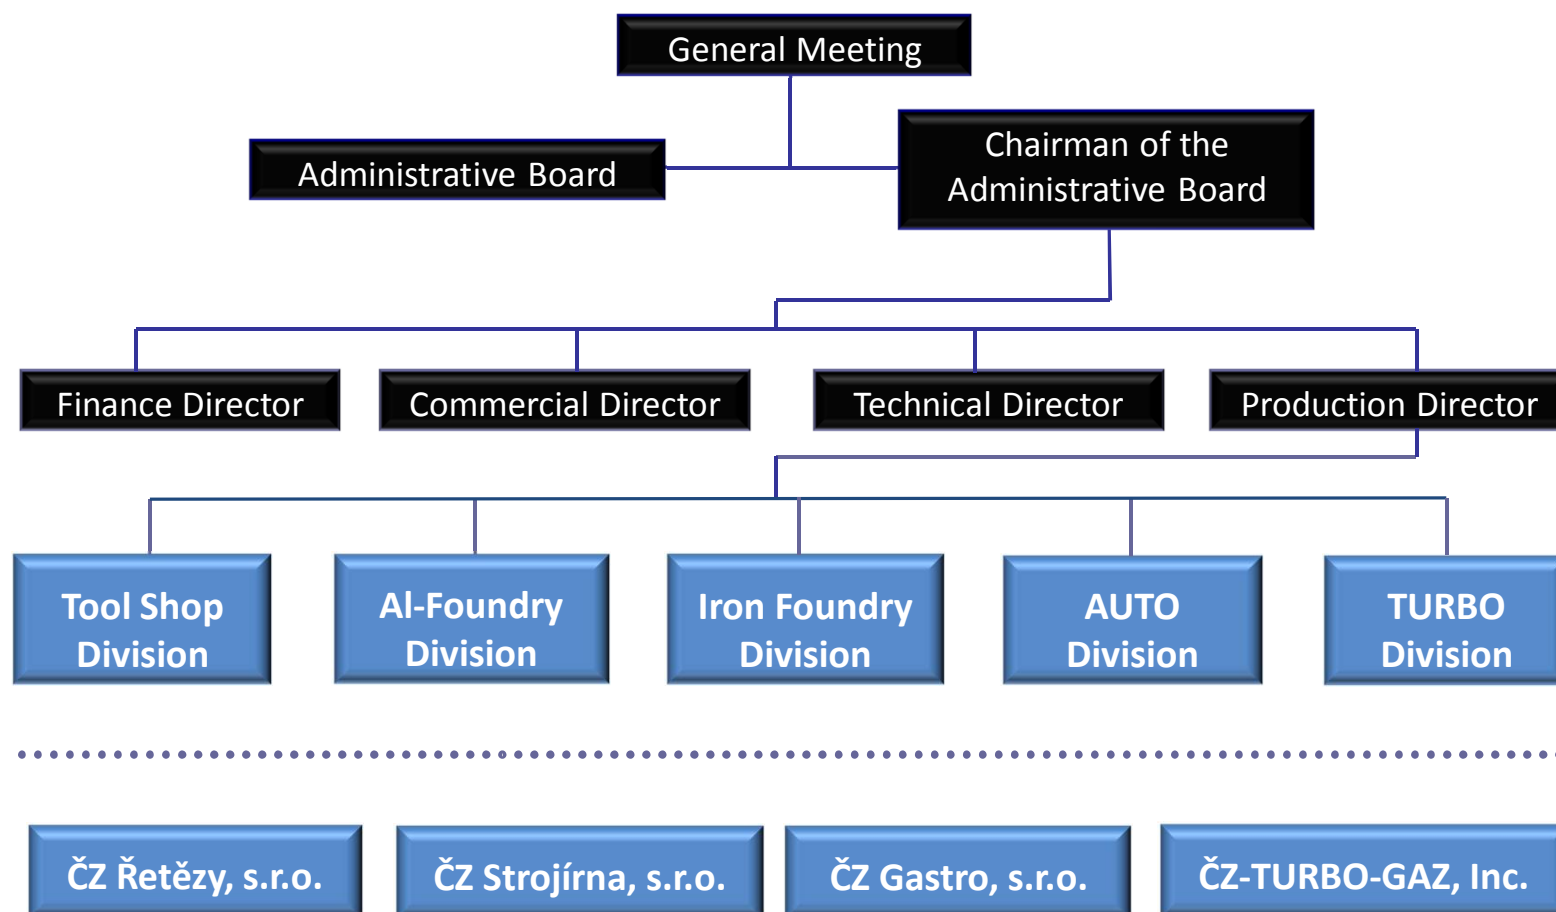 General Meeting
Administrative Board
Chairman of the
Administrative Board
Finance Director
Commercial Director
Technical Director
Production Director
Tool Shop
Division
Al-Foundry
Division
Iron Foundry
Division
AUTO
Division
TURBO
Division
ČZ Řetězy, s.r.o.
ČZ Strojírna, s.r.o.
ČZ Gastro, s.r.o.
ČZ-TURBO-GAZ, Inc.